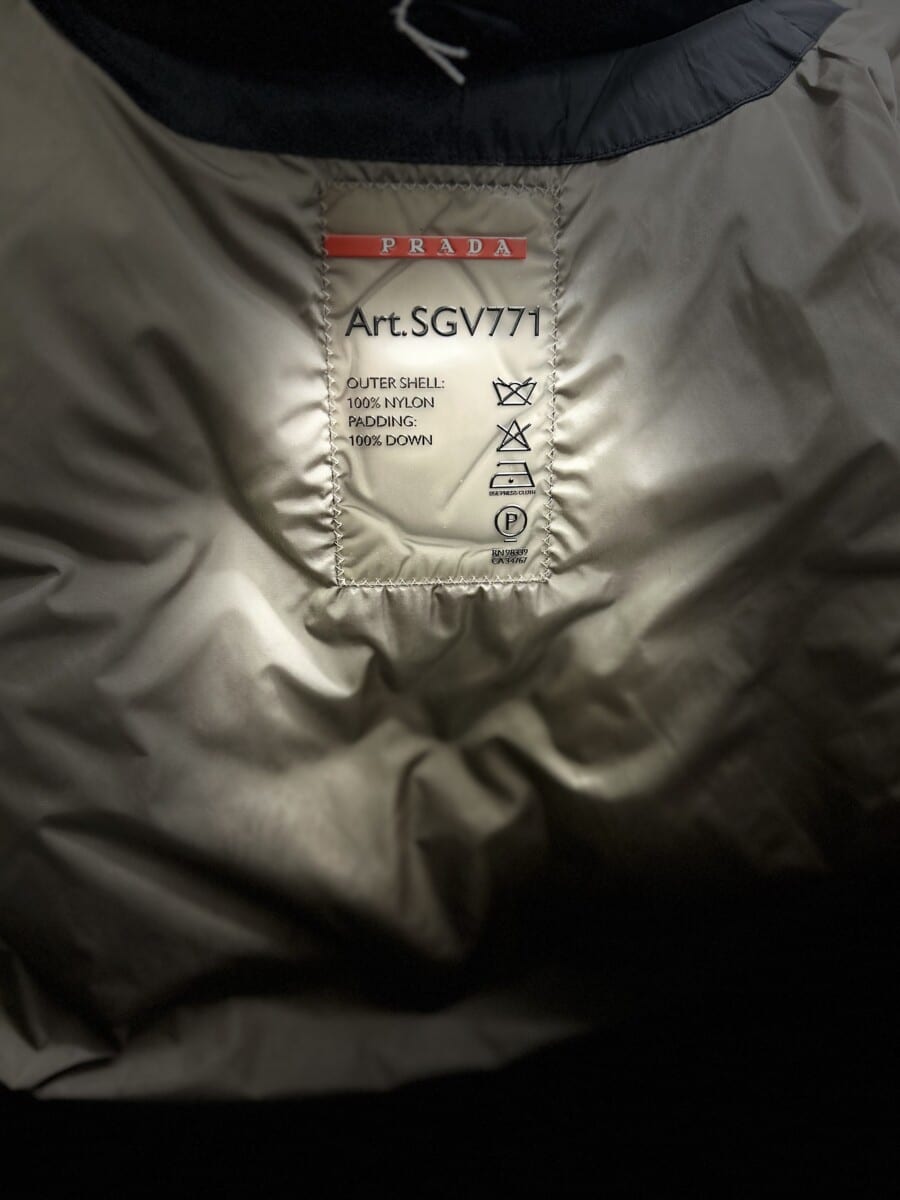 PRADA
Art.SGV771
OUTER SHELL:
100% NYLON
PADDING:
100% DOWN
USE PRESS CLOTH
P
RN 98339
CA 34767